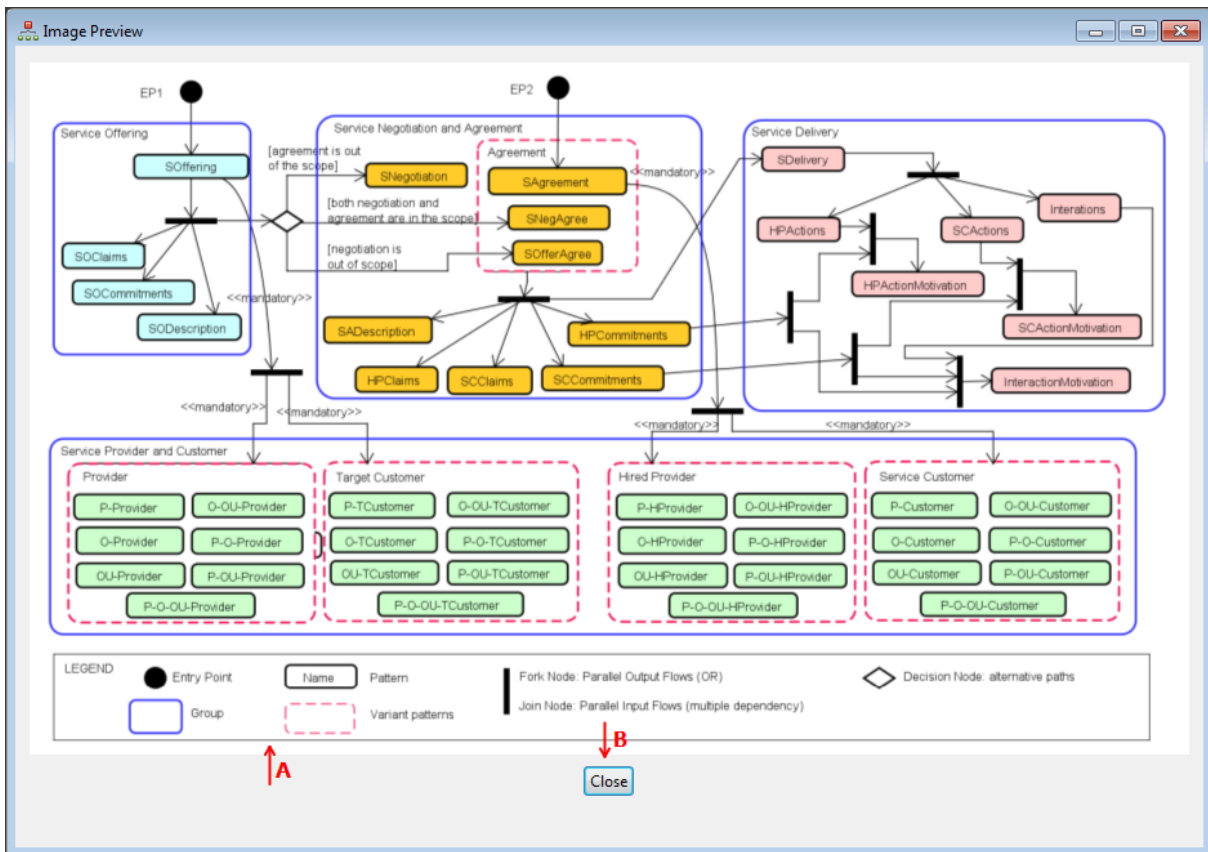 Image Preview
EP1
EP2
Service Offering
SOffering
SOClaims
SOCommitments
SODescription
<<mandatory>>
[agreement is out
of the scope]
[both negotiation and
agreement are in the scope]
[negotiation is
out of scope]
Service Negotiation and Agreement
SNegotiation
Agreement
SAgreement
SNegAgree
SOfferAgree
<<mandatory>>
SADescription
HPCommitments
HPClaims
SCClaims
SCCommitments
Service Delivery
SDelivery
Interations
HPActions
SCActions
HPActionMotivation
SCActionMotivation
InteractionMotivation
<<mandatory>>
<<mandatory>>
<<mandatory>>
<<mandatory>>
Service Provider and Customer
Provider
P-Provider
O-OU-Provider
O-Provider
P-O-Provider
OU-Provider
P-OU-Provider
P-O-OU-Provider
Target Customer
P-TCustomer
O-OU-TCustomer
O-TCustomer
P-O-TCustomer
OU-TCustomer
P-OU-TCustomer
P-O-OU-TCustomer
Hired Provider
P-HProvider
O-OU-HProvider
O-HProvider
P-O-HProvider
OU-HProvider
P-OU-HProvider
P-O-OU-HProvider
Service Customer
P-Customer
O-OU-Customer
O-Customer
P-O-Customer
OU-Customer
P-OU-Customer
P-O-OU-Customer
LEGEND
Entry Point
Group
Name
Pattern
Variant patterns
Fork Node: Parallel Output Flows (OR)
Join Node: Parallel Input Flows (multiple dependency)
Decision Node: alternative paths
A
B
Close